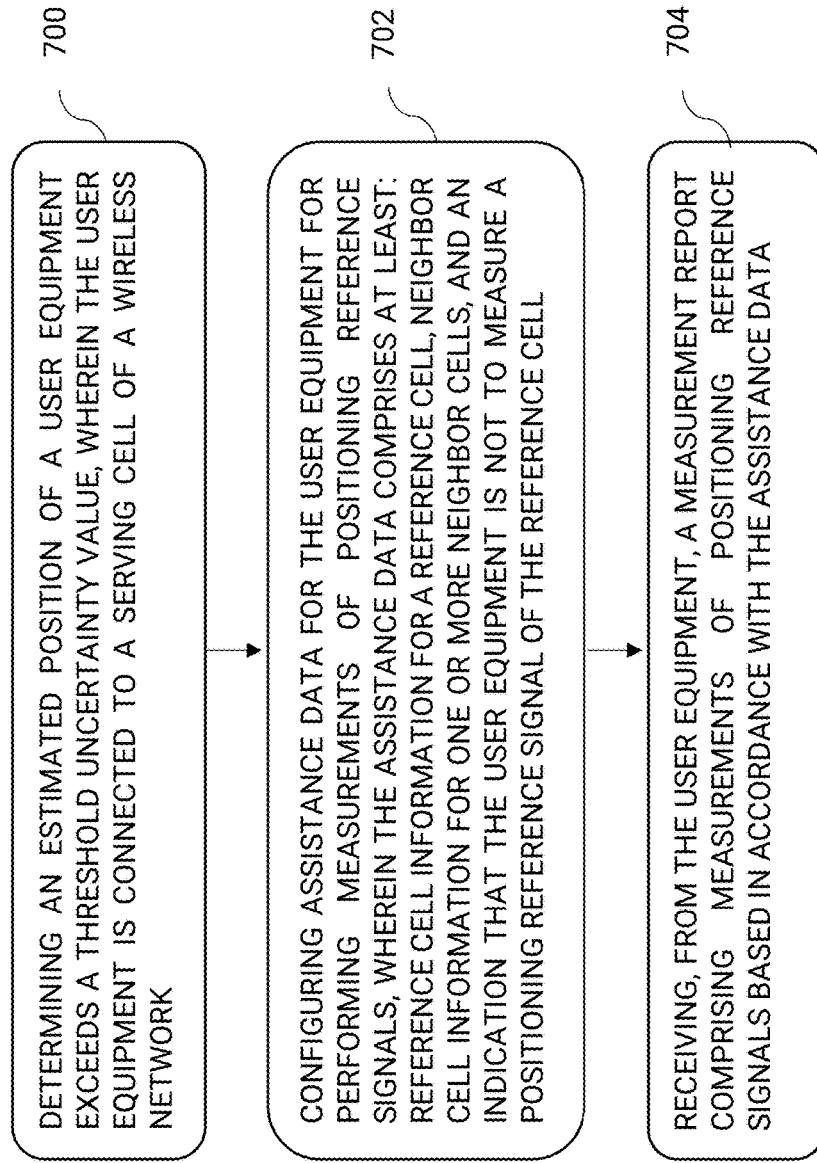 700
DETERMINING AN ESTIMATED POSITION OF A USER EQUIPMENT
EXCEEDS A THRESHOLD UNCERTAINTY VALUE, WHEREIN THE USER
EQUIPMENT IS CONNECTED TO A SERVING CELL OF A WIRELESS
NETWORK
702
CONFIGURING ASSISTANCE DATA FOR THE USER EQUIPMENT FOR
PERFORMING MEASUREMENTS OF POSITIONING REFERENCE
SIGNALS, WHEREIN THE ASSISTANCE DATA COMPRISES AT LEAST:
REFERENCE CELL INFORMATION FOR A REFERENCE CELL, NEIGHBOR
CELL INFORMATION FOR ONE OR MORE NEIGHBOR CELLS, AND AN
INDICATION THAT THE USER EQUIPMENT IS NOT TO MEASURE A
POSITIONING REFERENCE SIGNAL OF THE REFERENCE CELL
704
RECEIVING, FROM THE USER EQUIPMENT, A MEASUREMENT REPORT
COMPRISING MEASUREMENTS OF POSITIONING REFERENCE
SIGNALS BASED IN ACCORDANCE WITH THE ASSISTANCE DATA